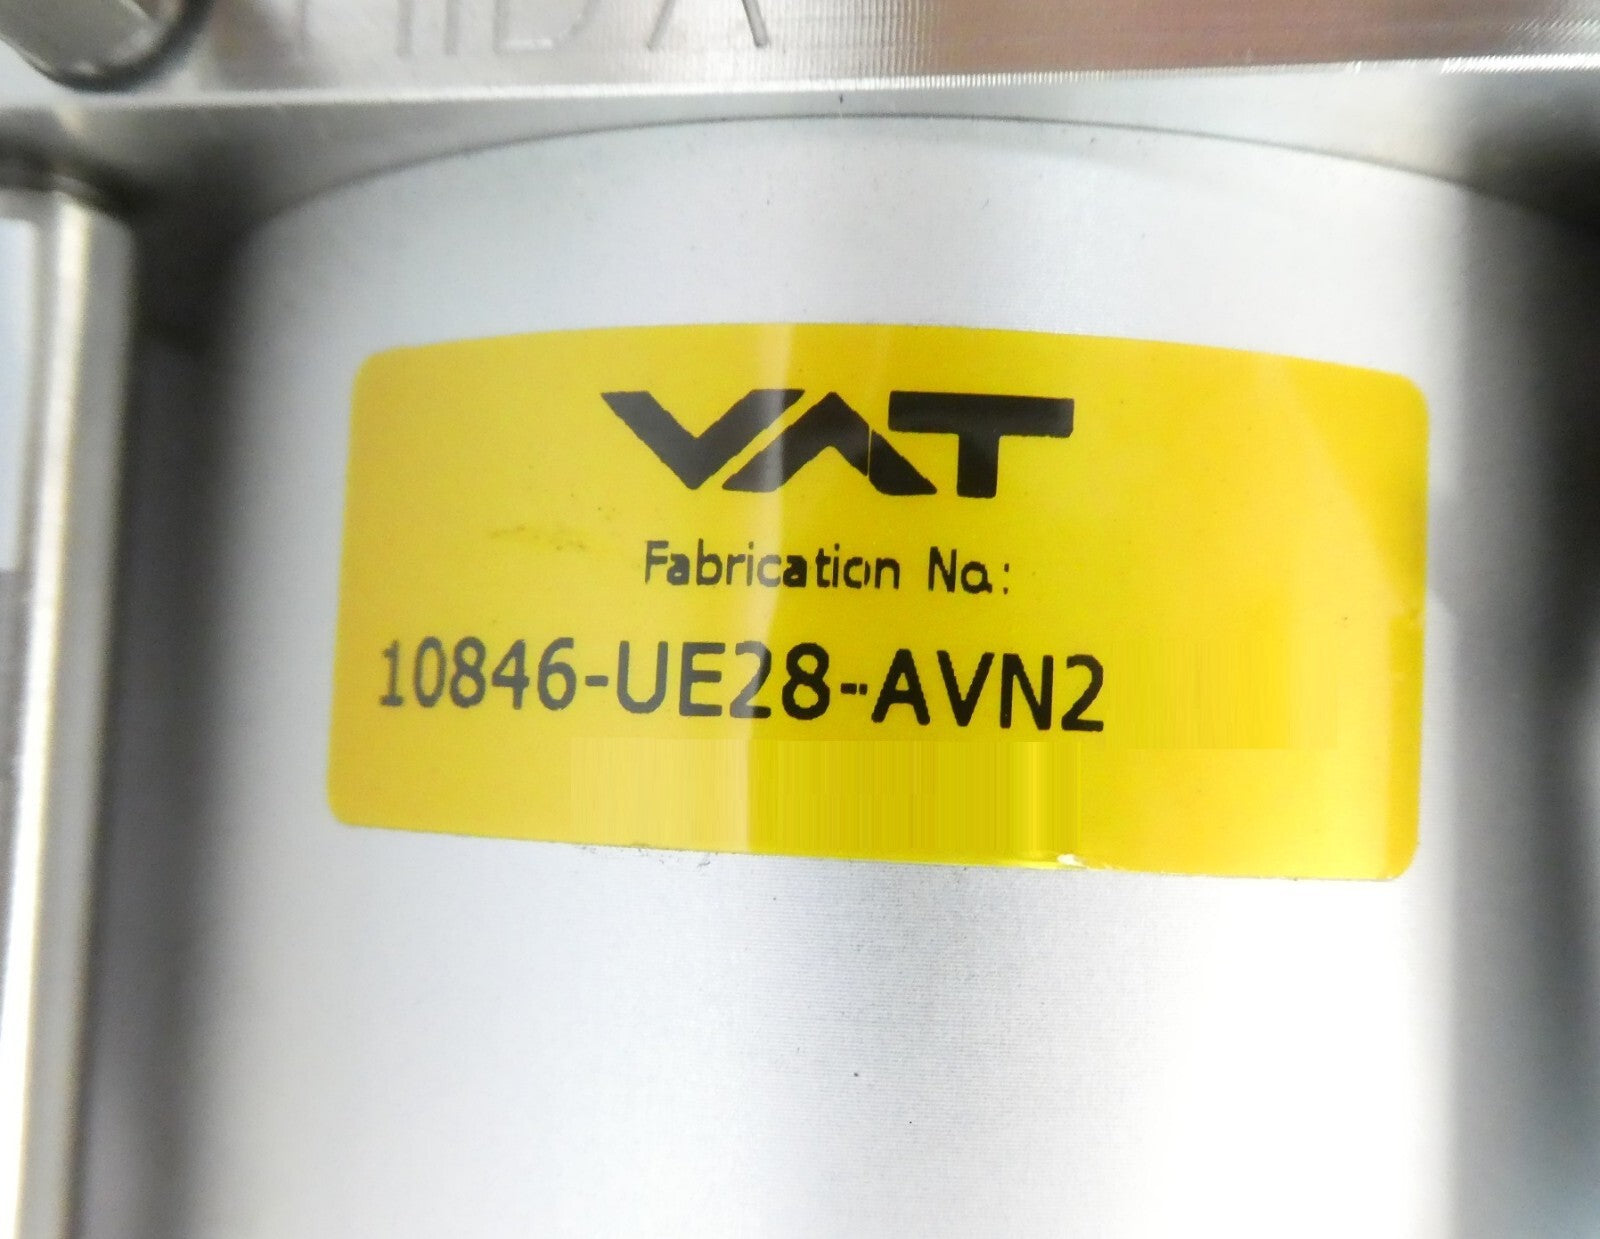 VAT
Fabrication No.:
10846-UE28-AVN2